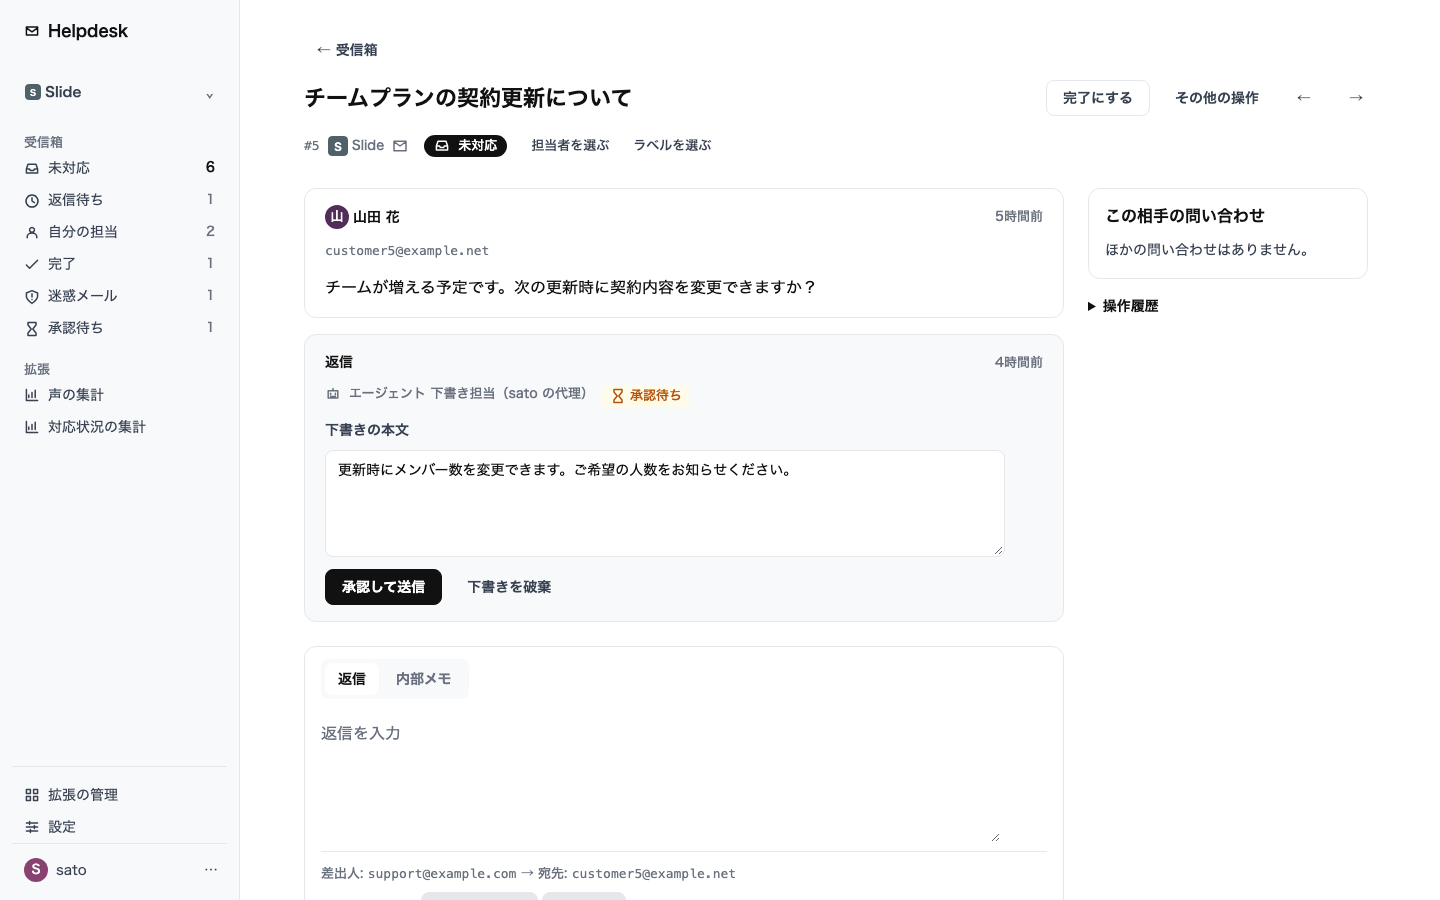 Helpdesk
S Slide
受信箱
未対応 6
返信待ち 1
自分の担当 2
完了 1
迷惑メール 1
承認待ち 1
拡張
声の集計
対応状況の集計
拡張の管理
設定
S sato ...
← 受信箱
チームプランの契約更新について
完了にする その他の操作 ← →
#5 S Slide 未対応 担当者を選ぶ ラベルを選ぶ
山 山田 花 5時間前
customer5@example.net
チームが増える予定です。次の更新時に契約内容を変更できますか？
返信 4時間前
エージェント 下書き担当（sato の代理） 承認待ち
下書きの本文
更新時にメンバー数を変更できます。ご希望の人数をお知らせください。
承認して送信 下書きを破棄
返信 内部メモ
返信を入力
差出人: support@example.com → 宛先: customer5@example.net
この相手の問い合わせ
ほかの問い合わせはありません。
▶ 操作履歴